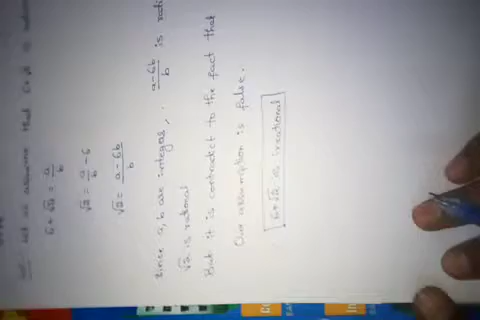 Let us assume that 6+√2 is
6+√2 = a/b
√2 = a/b - 6
√2 = a-6b/b
Since a, b are integers, a-6b/b is
√2 is rational
But it is contradict to the fact that
Our assumption is false.
6+√2 is irrational